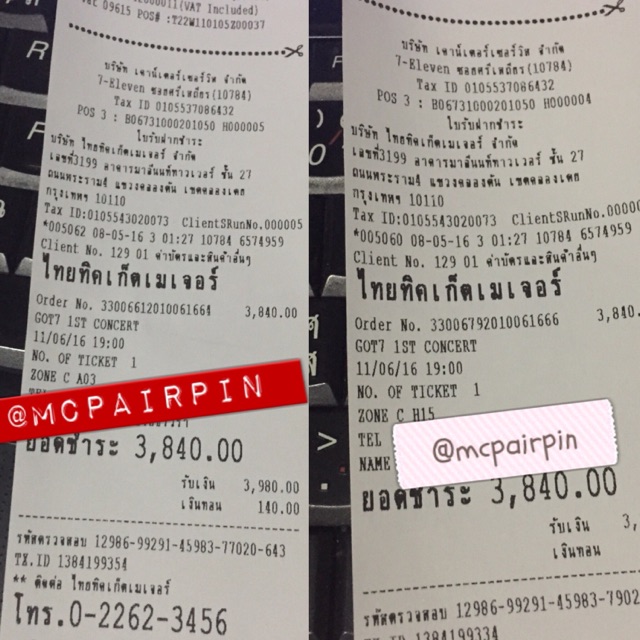 09615 POS# :T22W110105Z00037
บริษัท เคาน์เตอร์เซอร์วิส จำกัด
7-Eleven ซอยศรีเหลี่ยร(10784)
Tax ID 0105537086432
POS 3 : B06731000201050 H000005
ใบรับฝากชำระ
บริษัท ไทยทิคเก็ตเมเจอร์ จำกัด
เลขที่3199 อาคารมาลีนนท์ทาวเวอร์ ชั้น 27
ถนนพระราม4 แขวงคลองตัน เขตคลองเตย
กรุงเทพฯ 10110
Tax ID:0105543020073 ClientSRunNo.000005
*005062 08-05-16 3 01:27 10784 6574959
Client No. 129 01 ค่าบัตรและสินค้าอื่นๆ
ไทยทิคเก็ตเมเจอร์
Order No. 33006612010061664 3,840.00
GOT7 1ST CONCERT
11/06/16 19:00
NO. OF TICKET 1
ZONE C A03
@MCPAIRPIN
ยอดชำระ 3,840.00
รับเงิน 3,980.00
เงินทอน 140.00
รหัสตรวจสอบ 12986-99291-45983-77020-643
TX.ID 1384199354
** ติดต่อ ไทยทิคเก็ตเมเจอร์
โทร.0-2262-3456
บริษัท เคาน์เตอร์เซอร์วิส จำกัด
7-Eleven ซอยศรีเหลี่ยร(10784)
Tax ID 0105537086432
POS 3 : B06731000201050 H000004
ใบรับฝากชำระ
บริษัท ไทยทิคเก็ตเมเจอร์ จำกัด
เลขที่3199 อาคารมาลีนนท์ทาวเวอร์ ชั้น 27
ถนนพระราม4 แขวงคลองตัน เขตคลองเตย
กรุงเทพฯ 10110
Tax ID:0105543020073 ClientSRunNo.00000
*005060 08-05-16 3 01:27 10784 6574959
Client No. 129 01 ค่าบัตรและสินค้าอื่นๆ
ไทยทิคเก็ตเมเจอร์
Order No. 33006792010061666 3,840.
GOT7 1ST CONCERT
11/06/16 19:00
NO. OF TICKET 1
ZONE C H15
TEL
NAME
@mcpairpin
ยอดชำระ 3,840.00
รับเงิน 3,
เงินทอน
รหัสตรวจสอบ 12986-99291-45983-7902
TX.ID 1384199334